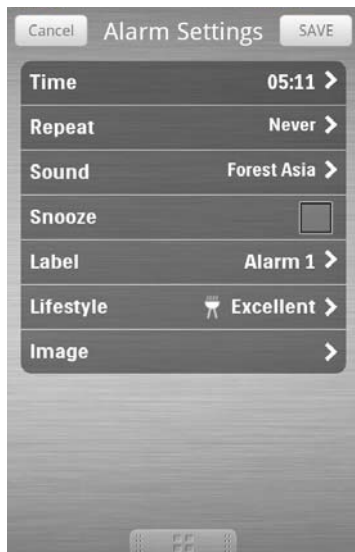 Cancel Alarm Settings SAVE
Time 05:11
Repeat Never
Sound Forest Asia
Snooze
Label Alarm 1
Lifestyle Excellent
Image